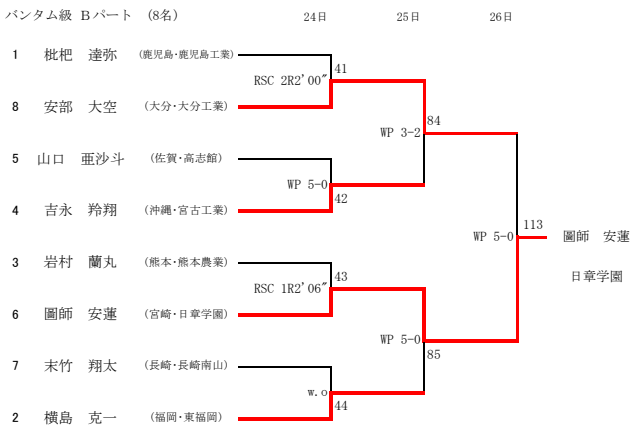 バンタム級 Bパート (8名) 24日 25日 26日
1 枇杷 達弥 (鹿児島・鹿児島工業)
41
RSC 2R2'00"
8 安部 大空 (大分・大分工業)
84
WP 3-2
5 山口 亜沙斗 (佐賀・高志館)
WP 5-0
42
4 吉永 羚翔 (沖縄・宮古工業)
113
WP 5-0 圖師 安蓮
日章学園
3 岩村 蘭丸 (熊本・熊本農業)
43
RSC 1R2'06"
6 圖師 安蓮 (宮崎・日章学園)
WP 5-0
85
7 末竹 翔太 (長崎・長崎南山)
w.o
44
2 横島 克一 (福岡・東福岡)